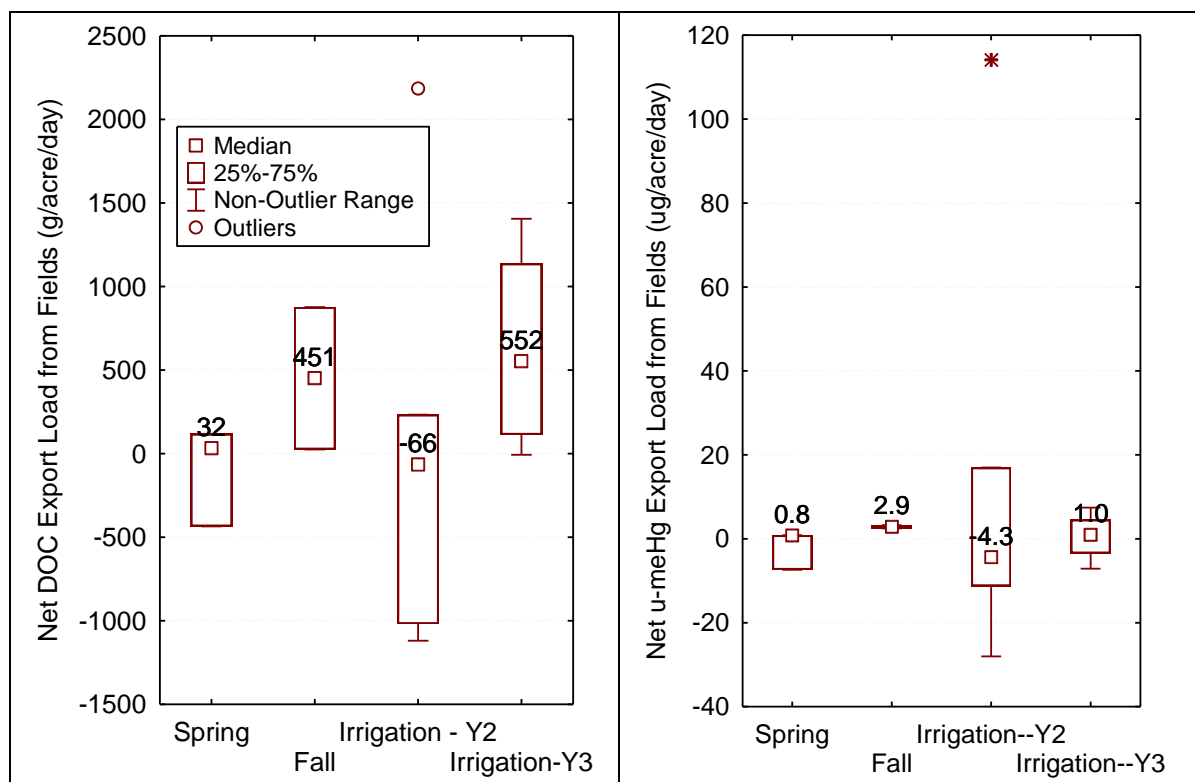 Net DOC Export Load from Fields (g/acre/day)
2500
2000
1500
1000
500
0
-500
-1000
-1500
Median
25%-75%
Non-Outlier Range
Outliers
32
451
-66
552
Spring
Fall
Irrigation - Y2
Irrigation-Y3
Net u-meHg Export Load from Fields (ug/acre/day)
120
100
80
60
40
20
0
-20
-40
0.8
2.9
-4.3
1.0
Spring
Fall
Irrigation--Y2
Irrigation--Y3